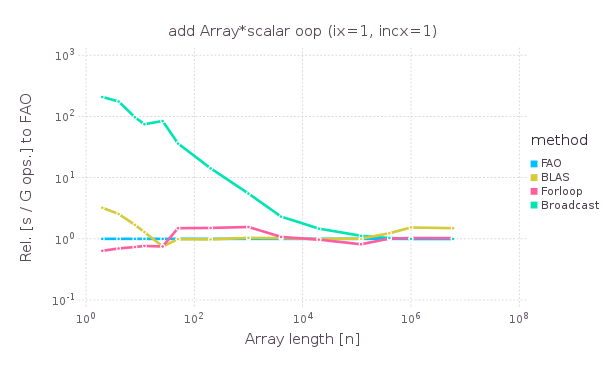 add Array*scalar oop (ix=1, incx=1)
Rel. [s / G ops.] to FAO
10³
10²
10¹
10⁰
10⁻¹
10⁰
10²
10⁴
10⁶
10⁸
Array length [n]
method
FAO
BLAS
Forloop
Broadcast